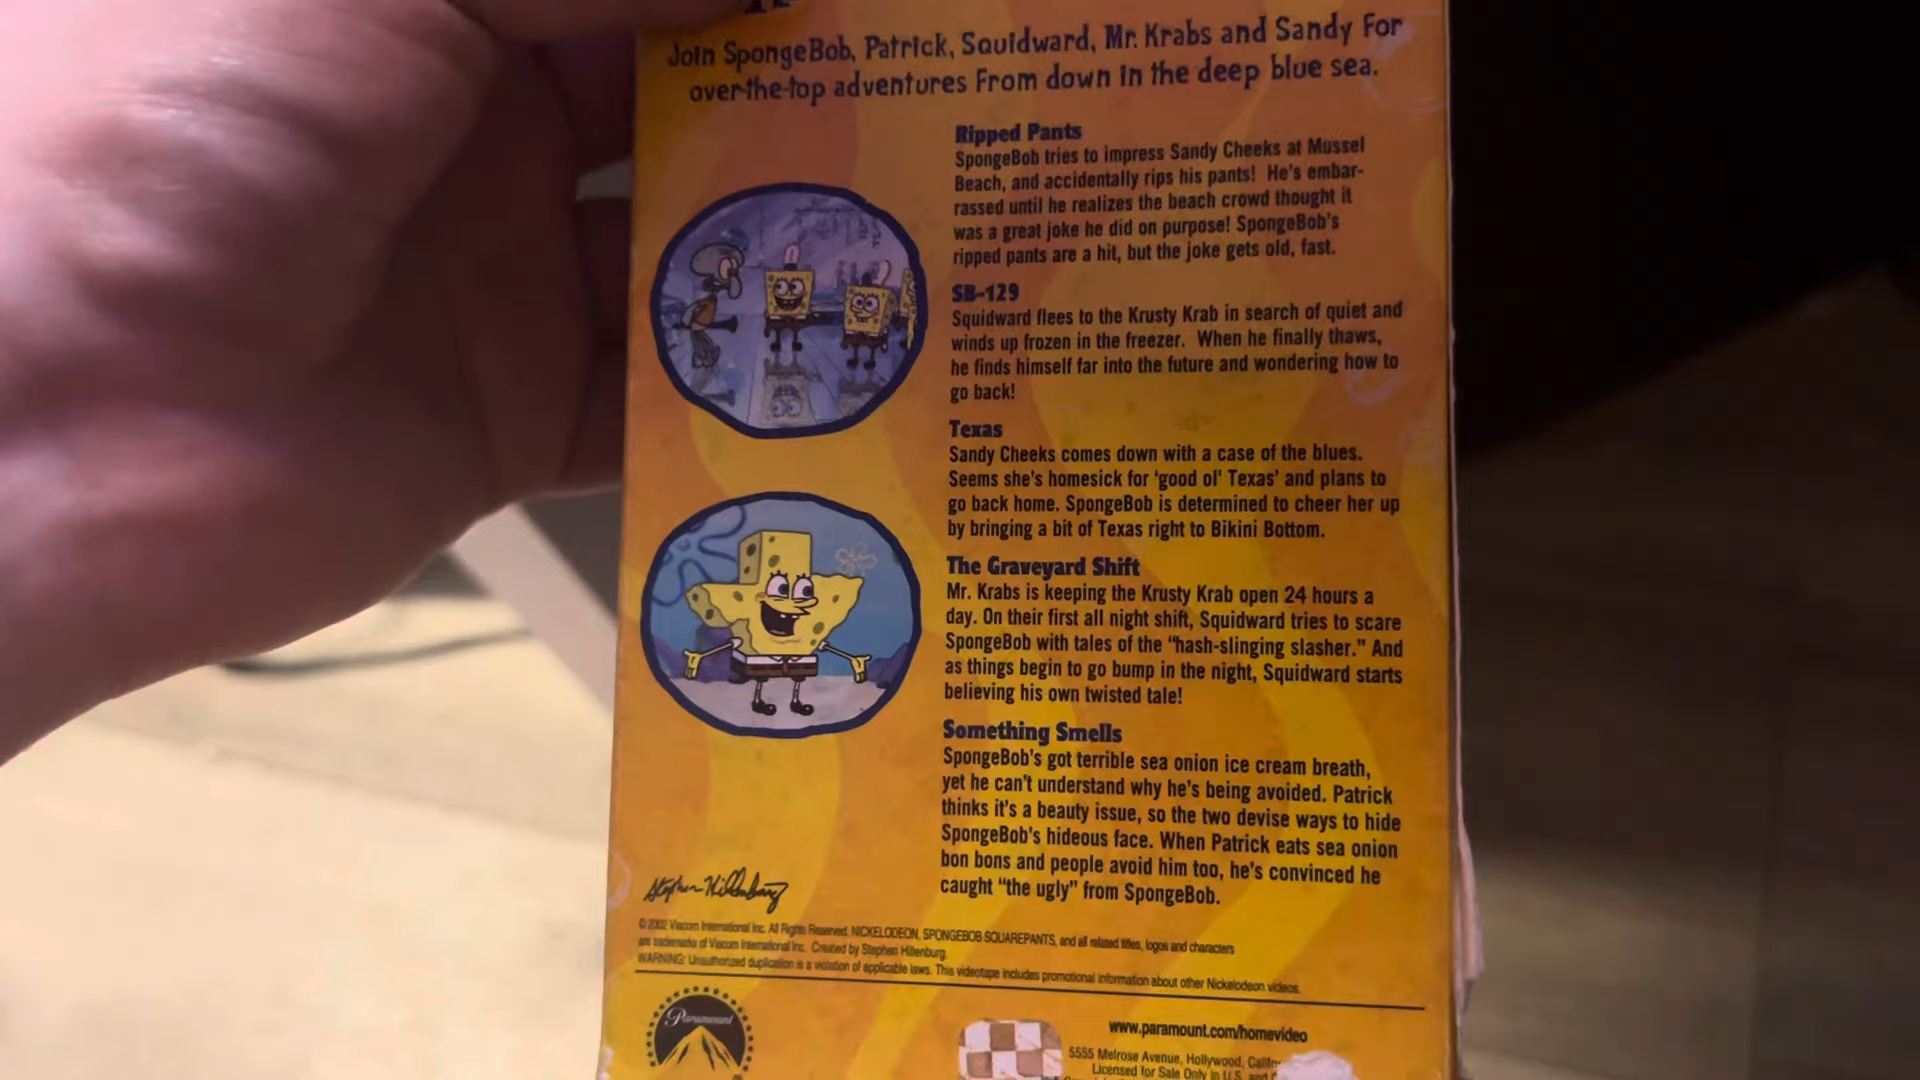 Join SpongeBob, Patrick, Squidward, Mr. Krabs and Sandy For
over-the-top adventures From down in the deep blue sea.
Ripped Pants
SpongeBob tries to impress Sandy Cheeks at Mussel
Beach, and accidentally rips his pants! He's embar-
rassed until he realizes the beach crowd thought it
was a great joke he did on purpose! SpongeBob's
ripped pants are a hit, but the joke gets old, fast.
SB-129
Squidward flees to the Krusty Krab in search of quiet and
winds up frozen in the freezer. When he finally thaws,
he finds himself far into the future and wondering how to
go back!
Texas
Sandy Cheeks comes down with a case of the blues.
Seems she's homesick for 'good ol' Texas' and plans to
go back home. SpongeBob is determined to cheer her up
by bringing a bit of Texas right to Bikini Bottom.
The Graveyard Shift
Mr. Krabs is keeping the Krusty Krab open 24 hours a
day. On their first all night shift, Squidward tries to scare
SpongeBob with tales of the "hash-slinging slasher." And
as things begin to go bump in the night, Squidward starts
believing his own twisted tale!
Something Smells
SpongeBob's got terrible sea onion ice cream breath,
yet he can't understand why he's being avoided. Patrick
thinks it's a beauty issue, so the two devise ways to hide
SpongeBob's hideous face. When Patrick eats sea onion
bon bons and people avoid him too, he's convinced he
caught "the ugly" from SpongeBob.
Stephen Hillenburg
© 2002 Viacom International Inc. All Rights Reserved. NICKELODEON, SPONGEBOB SQUAREPANTS, and all related titles, logos and characters
are trademarks of Viacom International Inc. Created by Stephen Hillenburg.
WARNING: Unauthorized duplication is a violation of applicable laws. This videotape includes promotional information about other Nickelodeon videos.
Paramount
www.paramount.com/homevideo
5555 Melrose Avenue, Hollywood,
Licensed for Sale Only in U.S. and